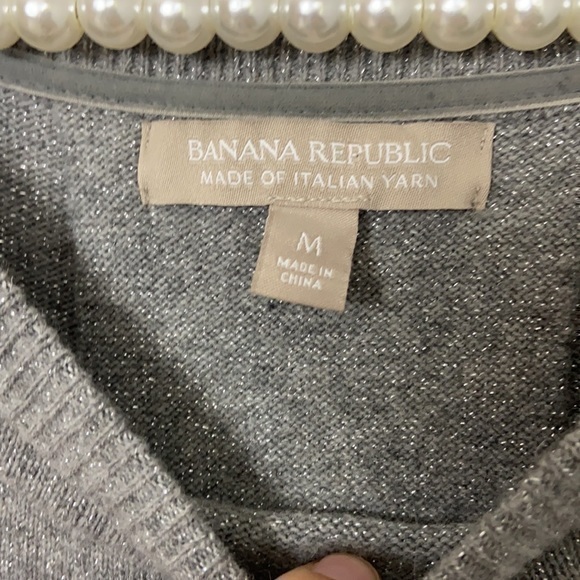 BANANA REPUBLIC
MADE OF ITALIAN YARN
M
MADE IN
CHINA